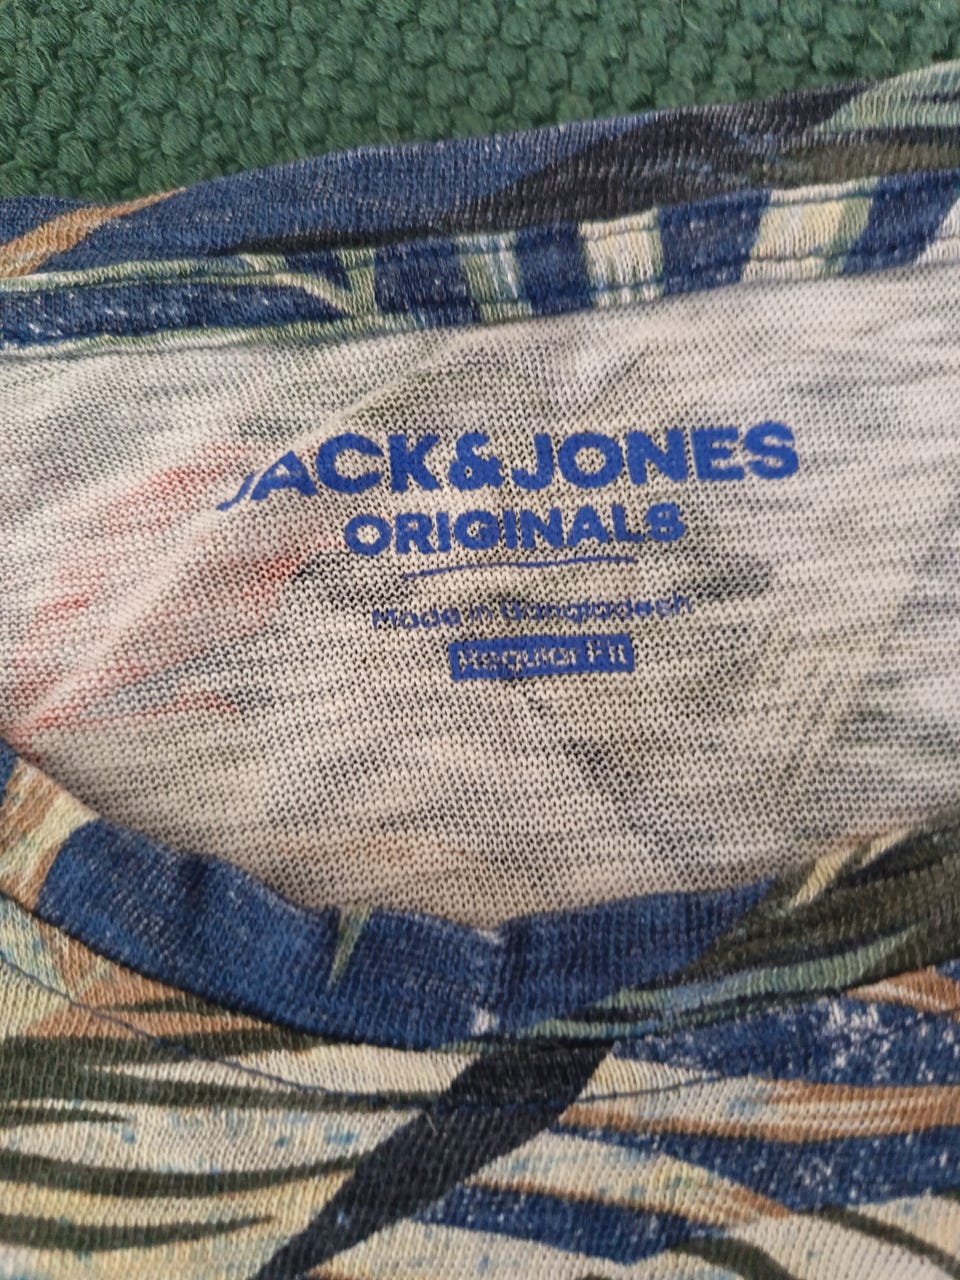 JACK&JONES
ORIGINALS
Made in Bangladesh
Regular Fit